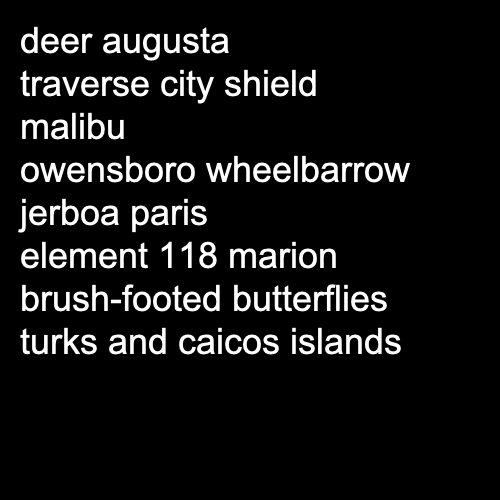 deer augusta
traverse city shield
malibu
owensboro wheelbarrow
jerboa paris
element 118 marion
brush-footed butterflies
turks and caicos islands